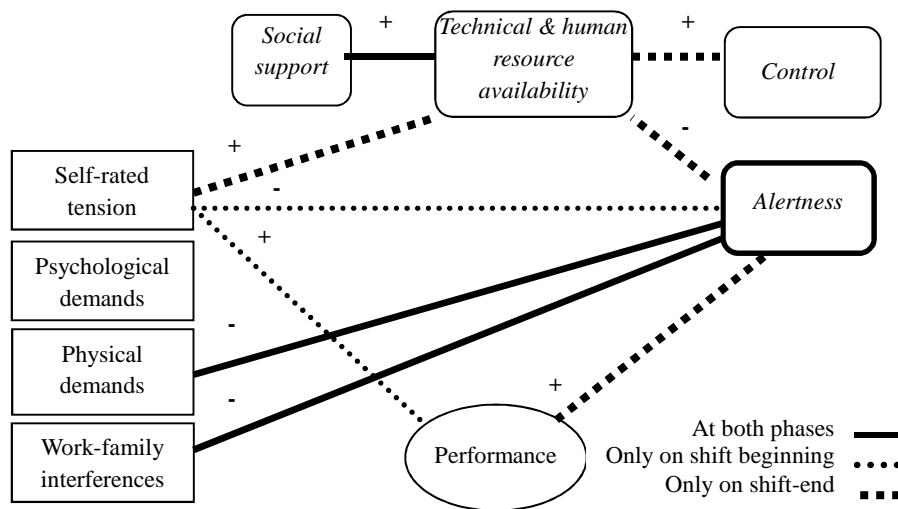 +
+
Social
support
Technical & human
resource
availability
Control
+
-
Self-rated
tension
-
Alertness
+
Psychological
demands
-
Physical
demands
-
+
Work-family
interferences
Performance
At both phases
Only on shift beginning
Only on shift-end